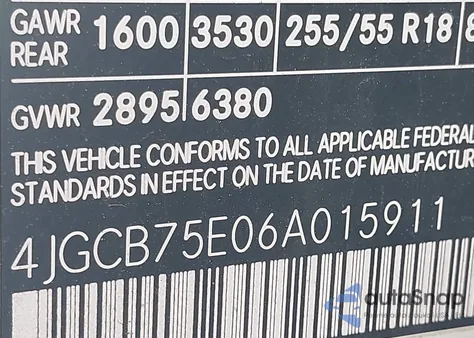 GAWR 1600 3530 255/55 R18
REAR
GVWR 2895 6380
THIS VEHICLE CONFORMS TO ALL APPLICABLE FEDERAL
STANDARDS IN EFFECT ON THE DATE OF MANUFACTUR
4JGCB75E06A015911
autoSnap